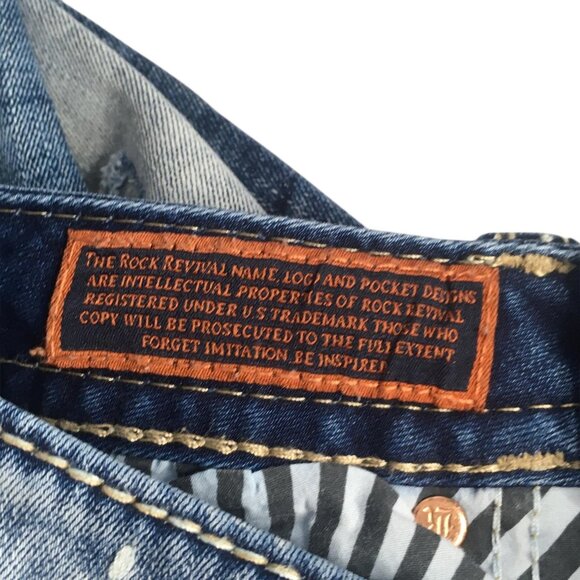 THE ROCK REVIVAL NAME, LOGO AND POCKET DESIGNS
ARE INTELLECTUAL PROPERTIES OF ROCK REVIVAL
REGISTERED UNDER U.S TRADEMARK THOSE WHO
COPY WILL BE PROSECUTED TO THE FULL EXTENT
FORGET IMITATION, BE INSPIRED